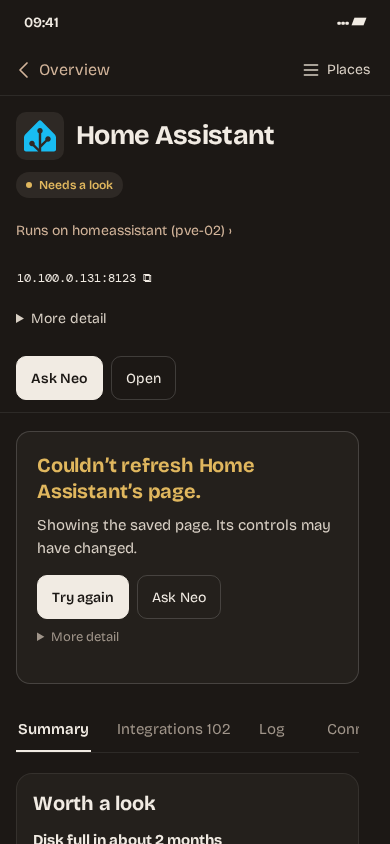 09:41
Overview
Places
Home Assistant
Needs a look
Runs on homeassistant (pve-02) ›
10.100.0.131:8123 ⧉
▶ More detail
Ask Neo
Open
Couldn’t refresh Home
Assistant’s page.
Showing the saved page. Its controls may
have changed.
Try again
Ask Neo
▶ More detail
Summary
Integrations 102
Log
Conr
Worth a look
Disk full in about 2 months